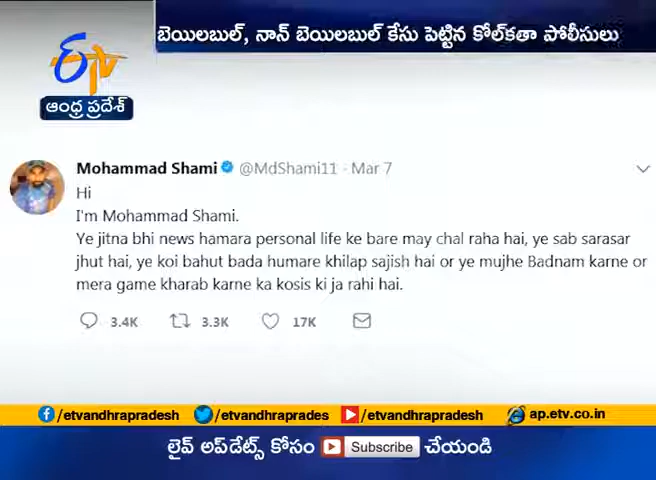 బెయిలబుల్, నాన్ బెయిలబుల్ కేసు పెట్టిన కోల్‌కతా పోలీసులు
ఈ tv
ఆంధ్ర ప్రదేశ్
Mohammad Shami @MdShami11 · Mar 7
Hi
I'm Mohammad Shami.
Ye jitna bhi news hamara personal life ke bare may chal raha hai, ye sab sarasar
jhut hai, ye koi bahut bada humare khilap sajish hai or ye mujhe Badnam karne or
mera game kharab karne ka kosis ki ja rahi hai.
3.4K 3.3K 17K
/etvandhrapradesh /etvandhraprades /etvandhrapradesh ap.etv.co.in
లైవ్ అప్‌డేట్స్ కోసం Subscribe చేయండి